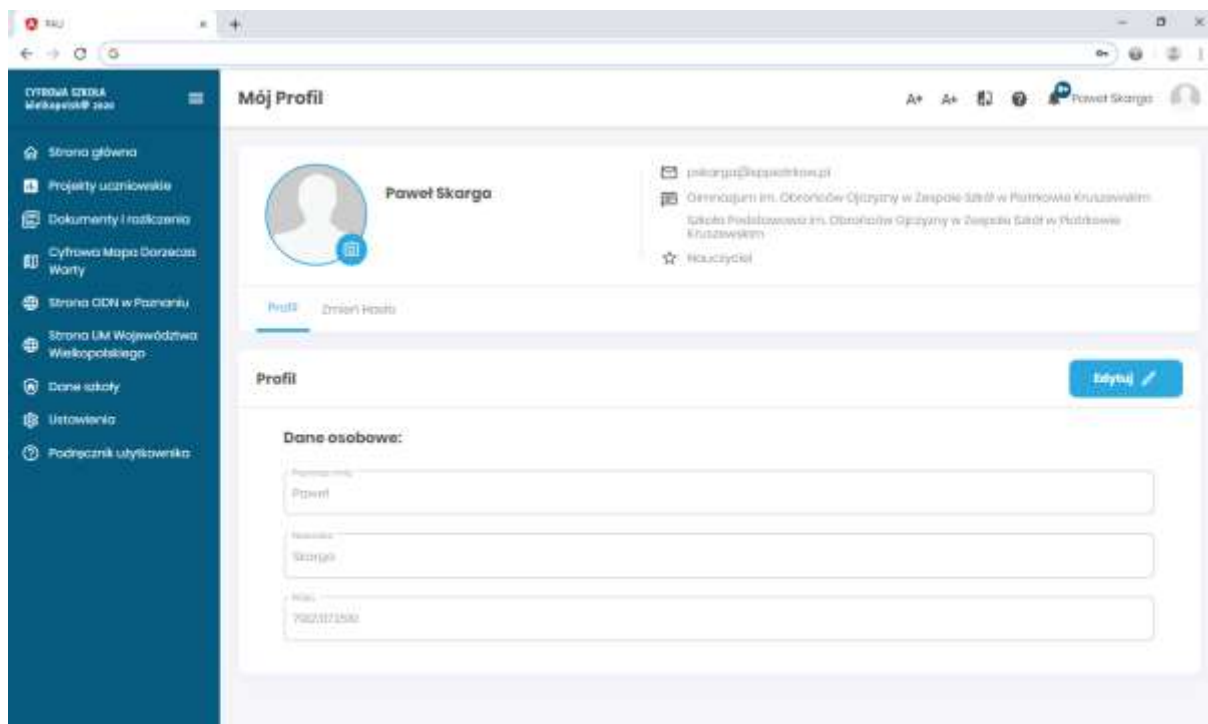 CYFROWA SZKOŁA
Wielkopolsk@ 2020
Mój Profil
A+ A+
Paweł Skarga
Strona główna
Projekty uczniowskie
Dokumenty i rozliczenia
Cyfrowa Mapa Dorzecza
Warty
Strona ODN w Poznaniu
Strona UM Województwa
Wielkopolskiego
Dane szkoły
Ustawienia
Podręcznik użytkownika
Paweł Skarga
Gimnazjum im. Obrońców Ojczyzny w Zespole Szkół w Piotrkowie Kruszewskim
Szkoła Podstawowa im. Obrońców Ojczyzny w Zespole Szkół w Piotrkowie
Kruszewskim
Nauczyciel
Profil Zmień Hasło
Profil
Edytuj
Dane osobowe:
Paweł
Nazwisko
Skarga